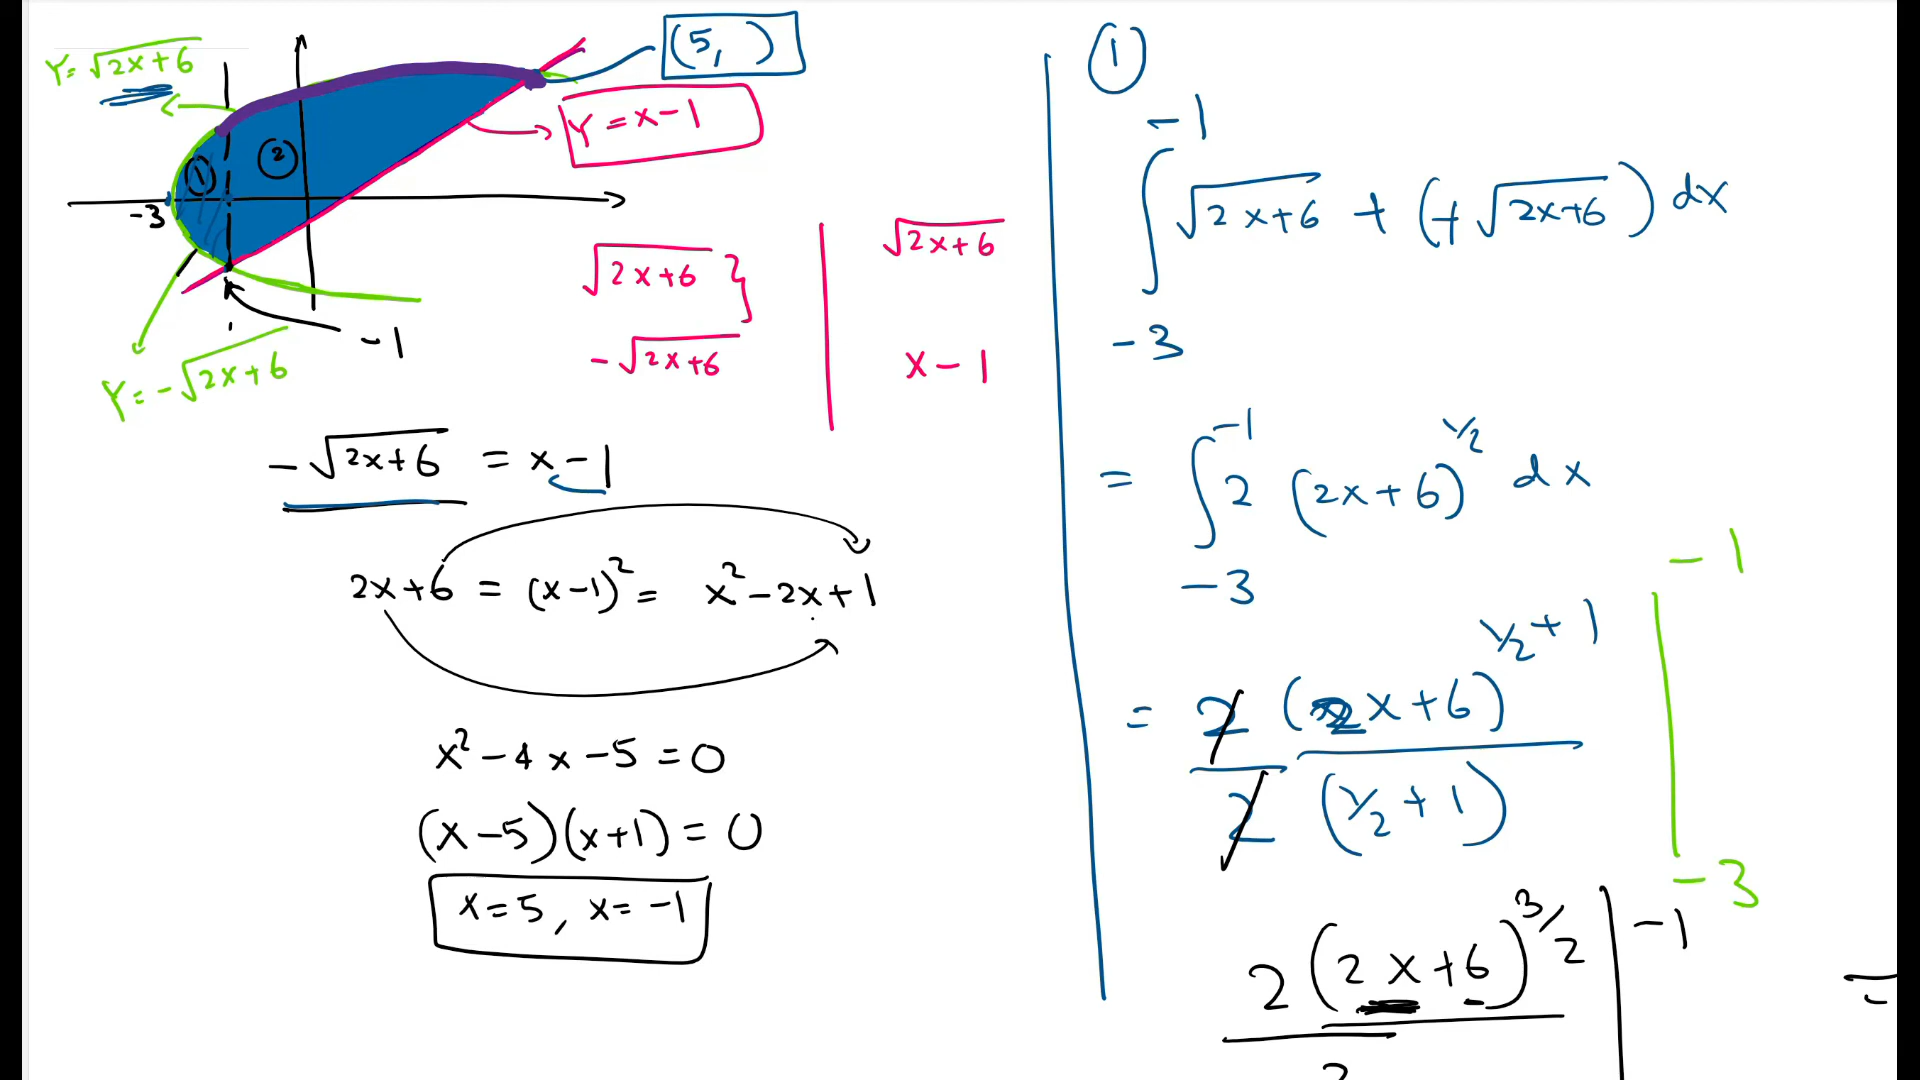 Y=√2x+6
(5, )
Y=x-1
①
②
-3
-1
Y=-√2x+6
√2x+6 }
-√2x+6
√2x+6
x-1
-√2x+6 = x-1
2x+6 = (x-1)² = x²-2x+1
x²-4x-5=0
(x-5)(x+1)=0
x=5, x=-1
①
-1
∫ √2x+6 + (+√2x+6) dx
-3
-1
= ∫ 2 (2x+6)^1/2 dx
-3
= 2/2 (2x+6)^1/2+1 / (1/2+1) |
-1
-3
2(2x+6)^3/2 | -1 =